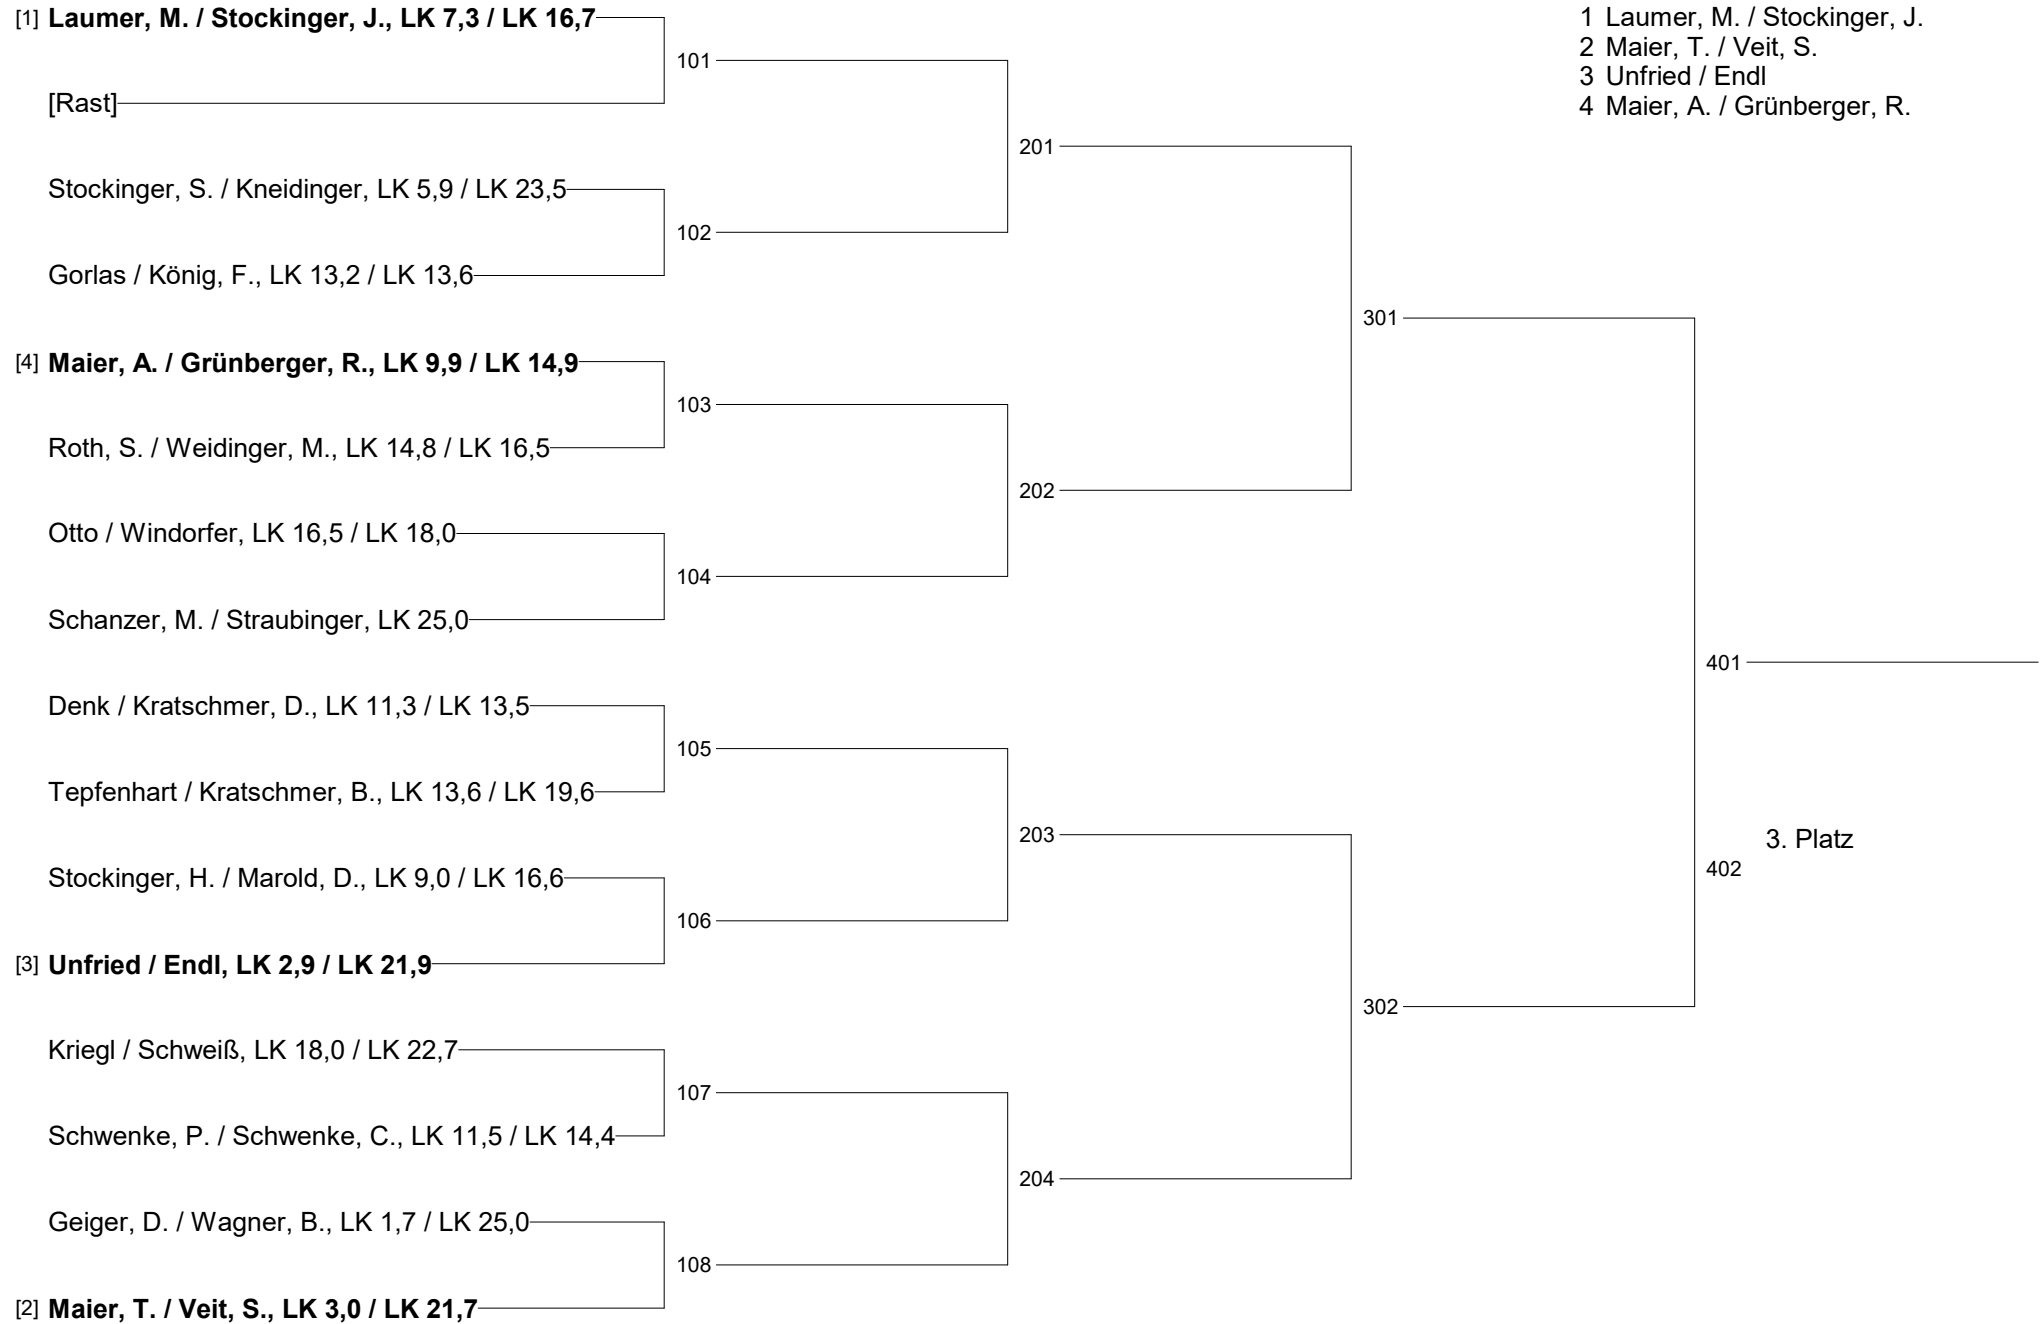 [1] Laumer, M. / Stockinger, J., LK 7,3 / LK 16,7
[Rast]
Stockinger, S. / Kneidinger, LK 5,9 / LK 23,5
Gorlas / König, F., LK 13,2 / LK 13,6
[4] Maier, A. / Grünberger, R., LK 9,9 / LK 14,9
Roth, S. / Weidinger, M., LK 14,8 / LK 16,5
Otto / Windorfer, LK 16,5 / LK 18,0
Schanzer, M. / Straubinger, LK 25,0
Denk / Kratschmer, D., LK 11,3 / LK 13,5
Tepfenhart / Kratschmer, B., LK 13,6 / LK 19,6
Stockinger, H. / Marold, D., LK 9,0 / LK 16,6
[3] Unfried / Endl, LK 2,9 / LK 21,9
Kriegl / Schweiß, LK 18,0 / LK 22,7
Schwenke, P. / Schwenke, C., LK 11,5 / LK 14,4
Geiger, D. / Wagner, B., LK 1,7 / LK 25,0
[2] Maier, T. / Veit, S., LK 3,0 / LK 21,7
101
102
103
104
105
106
107
108
201
202
203
204
301
302
401
3. Platz
402
1 Laumer, M. / Stockinger, J.
2 Maier, T. / Veit, S.
3 Unfried / Endl
4 Maier, A. / Grünberger, R.